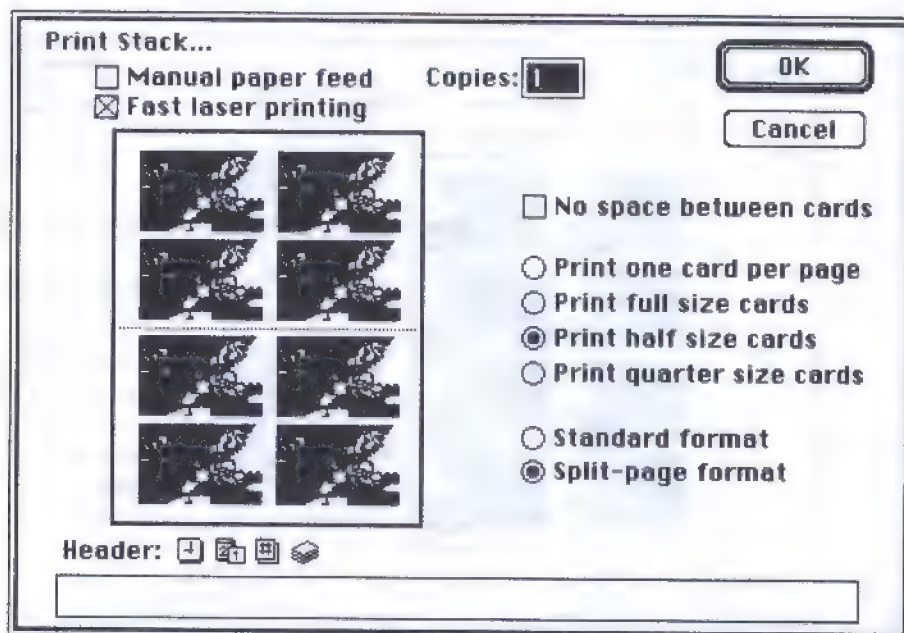 Print Stack...
Manual paper feed
Copies: 1
Fast laser printing
OK
Cancel
No space between cards
Print one card per page
Print full size cards
Print half size cards
Print quarter size cards
Standard format
Split-page format
Header: